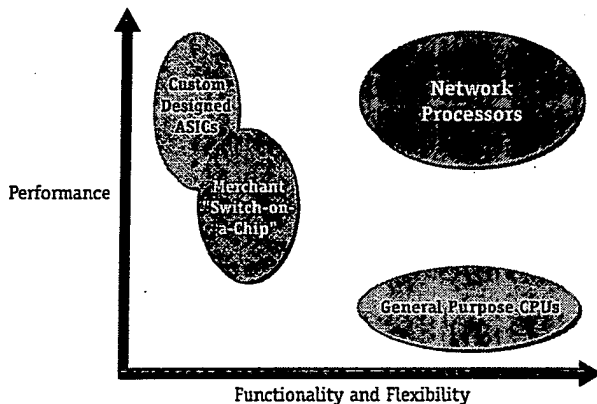 Custom
Designed
ASICs
Network
Processors
Performance
Merchant
"Switch-on-
a-Chip"
General Purpose CPUs
Functionality and Flexibility